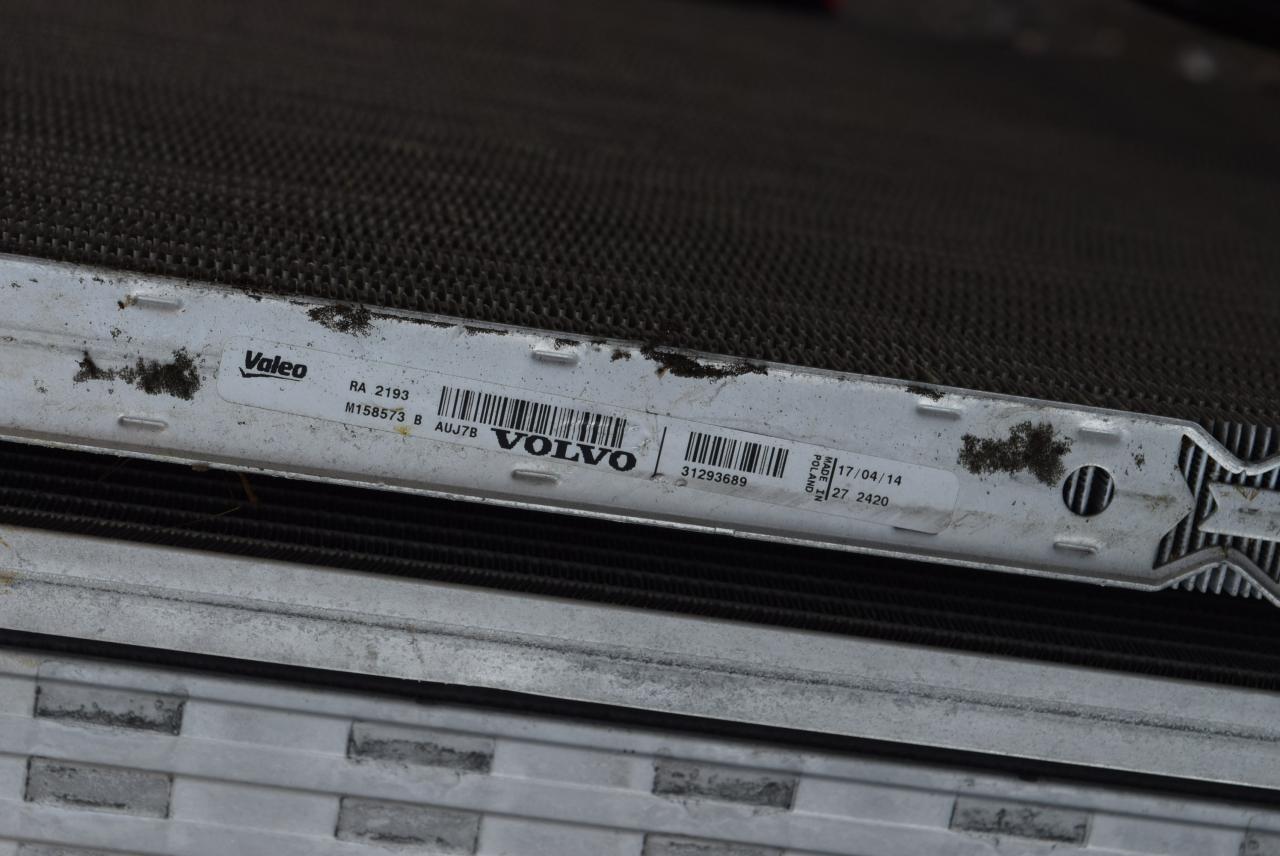 Valeo
RA 2193
M158573 B AUJ7B
VOLVO
31293689
MADE IN
POLAND
17/04/14
27 2420